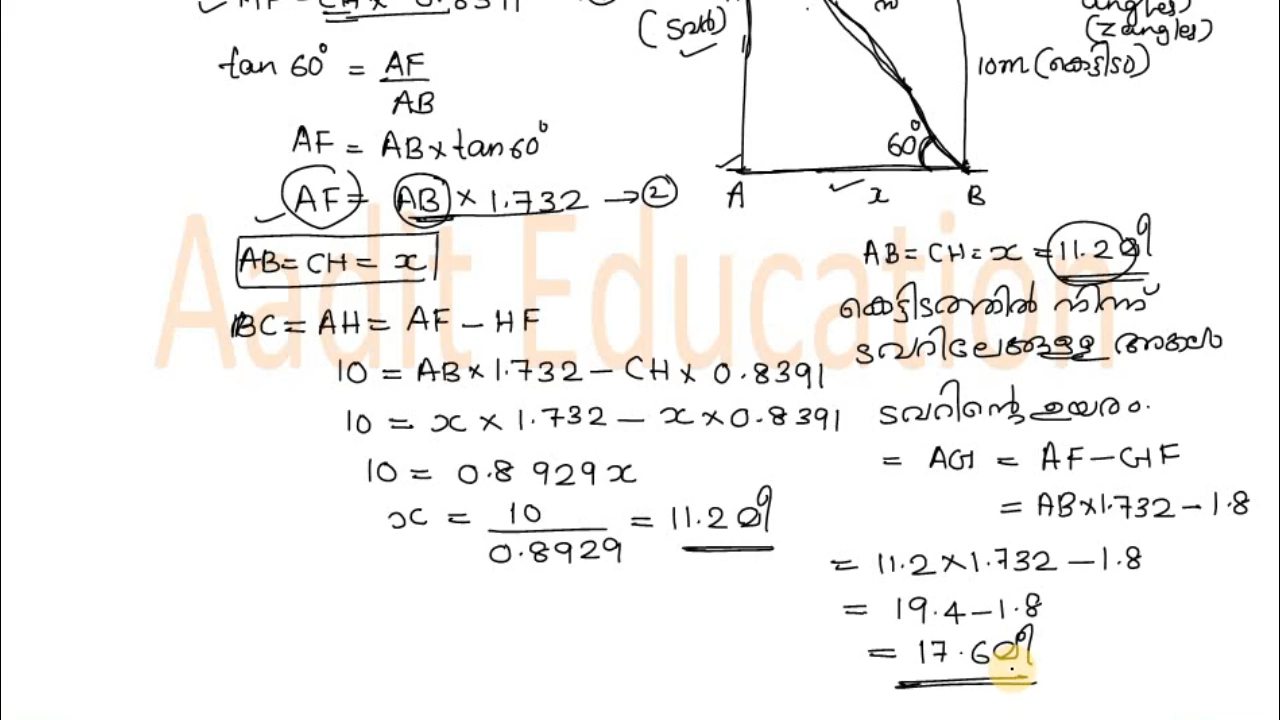 tan 60° = AF / AB
AF = AB × tan 60°
AF = AB × 1.732 → ②
AB = CH = x
BC = AH = AF − HF
10 = AB × 1.732 − CH × 0.8391
10 = x × 1.732 − x × 0.8391
10 = 0.8929x
x = 10 / 0.8929 = 11.2 മീ
(ടവർ)
angles)
(Z angles)
10m (കെട്ടിടം)
60°
A
x
B
AB = CH = x = 11.2 മീ
കെട്ടിടത്തിൽ നിന്ന്
ടവറിലേക്കുള്ള അകലം
ടവറിന്റെ ഉയരം.
= AG = AF − GF
= AB × 1.732 − 1.8
= 11.2 × 1.732 − 1.8
= 19.4 − 1.8
= 17.6 മീ
Aadit Education